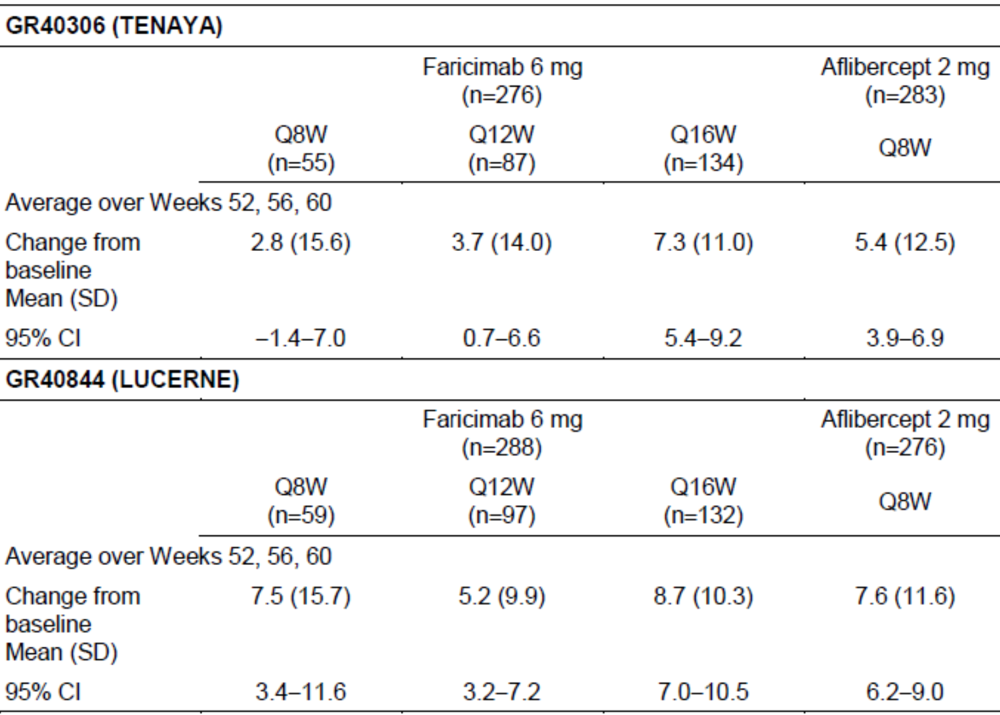 GR40306 (TENAYA)
Faricimab 6 mg Aflibercept 2 mg
(n=276) (n=283)
Q8W Q12W Q16W Q8W
(n=55) (n=87) (n=134)
Average over Weeks 52, 56, 60
Change from 2.8 (15.6) 3.7 (14.0) 7.3 (11.0) 5.4 (12.5)
baseline
Mean (SD)
95% CI –1.4–7.0 0.7–6.6 5.4–9.2 3.9–6.9
GR40844 (LUCERNE)
Faricimab 6 mg Aflibercept 2 mg
(n=288) (n=276)
Q8W Q12W Q16W Q8W
(n=59) (n=97) (n=132)
Average over Weeks 52, 56, 60
Change from 7.5 (15.7) 5.2 (9.9) 8.7 (10.3) 7.6 (11.6)
baseline
Mean (SD)
95% CI 3.4–11.6 3.2–7.2 7.0–10.5 6.2–9.0